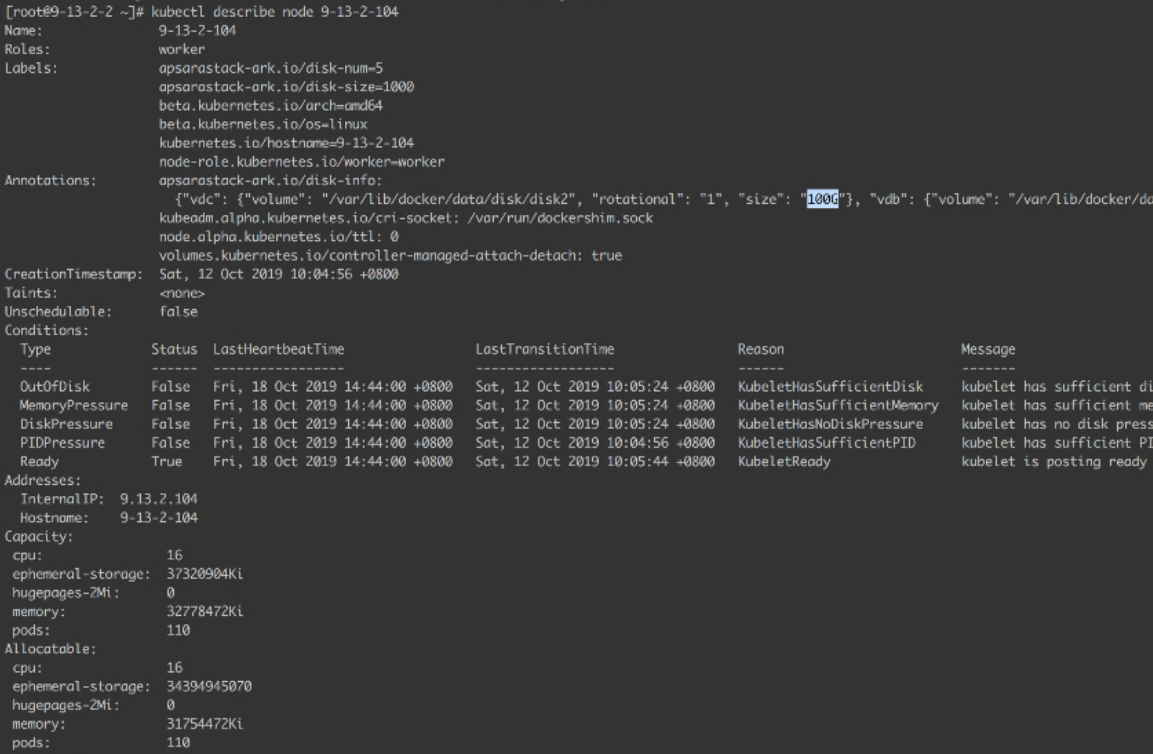 [root@9-13-2-2 ~]# kubectl describe node 9-13-2-104
Name: 9-13-2-104
Roles: worker
Labels: apsarastack-ark.io/disk-num=5
apsarastack-ark.io/disk-size=1000
beta.kubernetes.io/arch=amd64
beta.kubernetes.io/os=linux
kubernetes.io/hostname=9-13-2-104
node-role.kubernetes.io/worker=worker
Annotations: apsarastack-ark.io/disk-info:
{"vdc": {"volume": "/var/lib/docker/data/disk/disk2", "rotational": "1", "size": "100G"}, "vdb": {"volume": "/var/lib/docker/da
kubeadm.alpha.kubernetes.io/cri-socket: /var/run/dockershim.sock
node.alpha.kubernetes.io/ttl: 0
volumes.kubernetes.io/controller-managed-attach-detach: true
CreationTimestamp: Sat, 12 Oct 2019 10:04:56 +0800
Taints: <none>
Unschedulable: false
Conditions:
Type Status LastHeartbeatTime LastTransitionTime Reason Message
---- ------ ----------------- ------------------ ------ -------
OutOfDisk False Fri, 18 Oct 2019 14:44:00 +0800 Sat, 12 Oct 2019 10:05:24 +0800 KubeletHasSufficientDisk kubelet has sufficient di
MemoryPressure False Fri, 18 Oct 2019 14:44:00 +0800 Sat, 12 Oct 2019 10:05:24 +0800 KubeletHasSufficientMemory kubelet has sufficient me
DiskPressure False Fri, 18 Oct 2019 14:44:00 +0800 Sat, 12 Oct 2019 10:05:24 +0800 KubeletHasNoDiskPressure kubelet has no disk press
PIDPressure False Fri, 18 Oct 2019 14:44:00 +0800 Sat, 12 Oct 2019 10:04:56 +0800 KubeletHasSufficientPID kubelet has sufficient PI
Ready True Fri, 18 Oct 2019 14:44:00 +0800 Sat, 12 Oct 2019 10:05:44 +0800 KubeletReady kubelet is posting ready
Addresses:
InternalIP: 9.13.2.104
Hostname: 9-13-2-104
Capacity:
cpu: 16
ephemeral-storage: 37320904Ki
hugepages-2Mi: 0
memory: 32778472Ki
pods: 110
Allocatable:
cpu: 16
ephemeral-storage: 34394945070
hugepages-2Mi: 0
memory: 31754472Ki
pods: 110